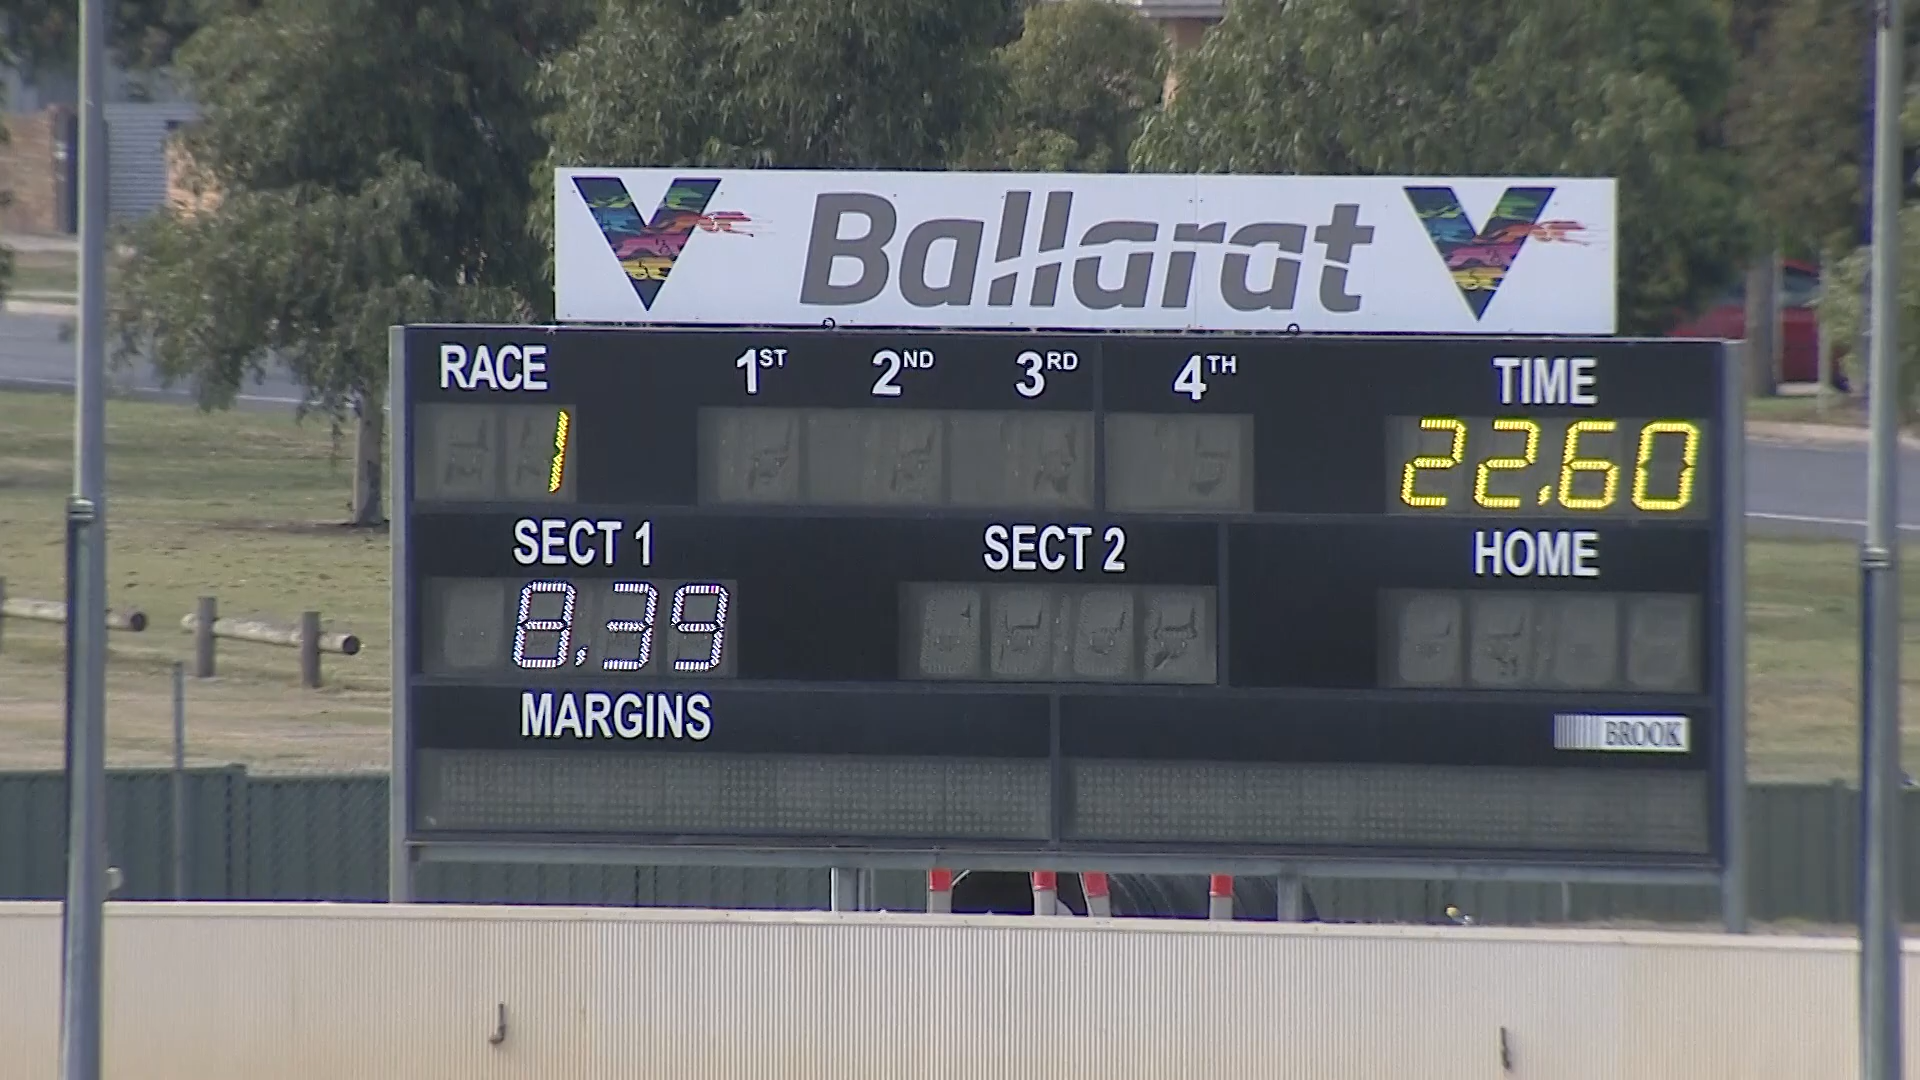 Ballarat
RACE 1ST 2ND 3RD 4TH TIME
1 22.60
SECT 1 SECT 2 HOME
8.39
MARGINS
BROOK